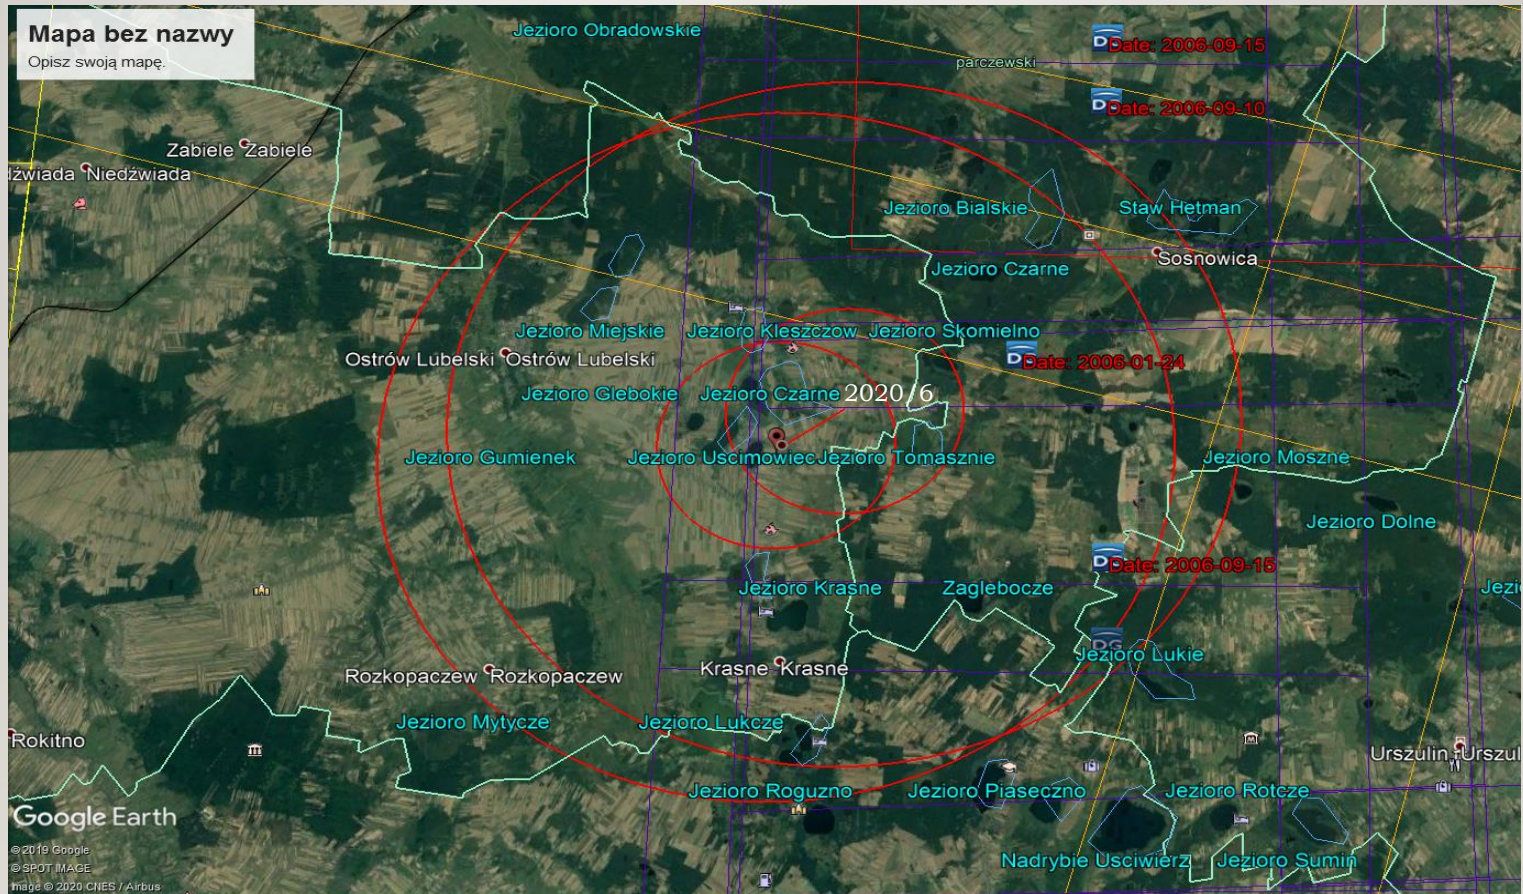 Mapa bez nazwy
Opisz swoją mapę.
Jezioro Obradowskie
Date: 2006-09-15
parczewski
Date: 2006-09-10
Zabiele Zabiele
dźwiada Niedźwiada
Jezioro Bialskie
Staw Hetman
Sosnowica
Jezioro Czarne
Jezioro Miejskie
Jezioro Kleszczow
Jezioro Skomielno
Ostrów Lubelski Ostrów Lubelski
Date: 2006-01-24
Jezioro Glebokie
Jezioro Czarne
2020/6
Jezioro Gumienek
Jezioro Uscimowiec
Jezioro Tomasznie
Jezioro Moszne
Jezioro Dolne
Date: 2006-09-15
Jezioro Krasne
Zaglebocze
Jezi
DG
Jezioro Lukie
Rozkopaczew Rozkopaczew
Krasne Krasne
Jezioro Mytycze
Jezioro Lukcze
Rokitno
Urszulin Urszul
Jezioro Roguzno
Jezioro Piaseczno
Jezioro Rotcze
Google Earth
© 2019 Google
© SPOT IMAGE
Image © 2020 CNES / Airbus
Nadrybie Usciwierz
Jezioro Sumin